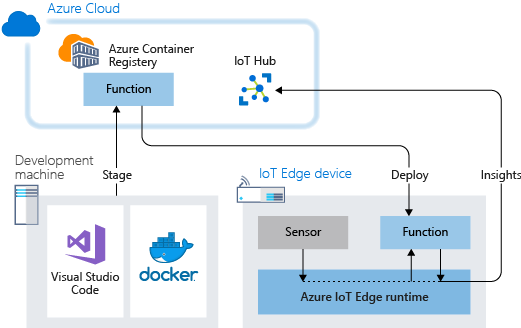 Azure Cloud
Azure Container
Registery
Function
IoT Hub
Development
machine
Stage
IoT Edge device
Deploy
Insights
Visual Studio
Code
docker
Sensor
Function
Azure IoT Edge runtime